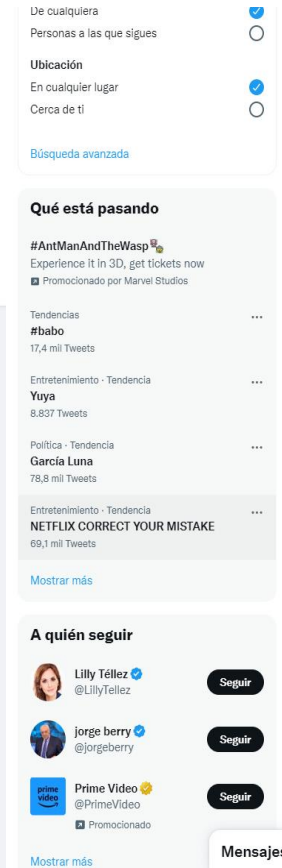 De cualquiera
Personas a las que sigues
Ubicación
En cualquier lugar
Cerca de ti
Búsqueda avanzada
Qué está pasando
#AntManAndTheWasp
Experience it in 3D, get tickets now
Promocionado por Marvel Studios
Tendencias
#babo
17,4 mil Tweets
Entretenimiento · Tendencia
Yuya
8.837 Tweets
Política · Tendencia
García Luna
78,8 mil Tweets
Entretenimiento · Tendencia
NETFLIX CORRECT YOUR MISTAKE
69,1 mil Tweets
Mostrar más
A quién seguir
Lilly Téllez
@LillyTellez
Seguir
jorge berry
@jorgeberry
Seguir
prime video
Prime Video
@PrimeVideo
Seguir
Promocionado
Mostrar más
Mensajes